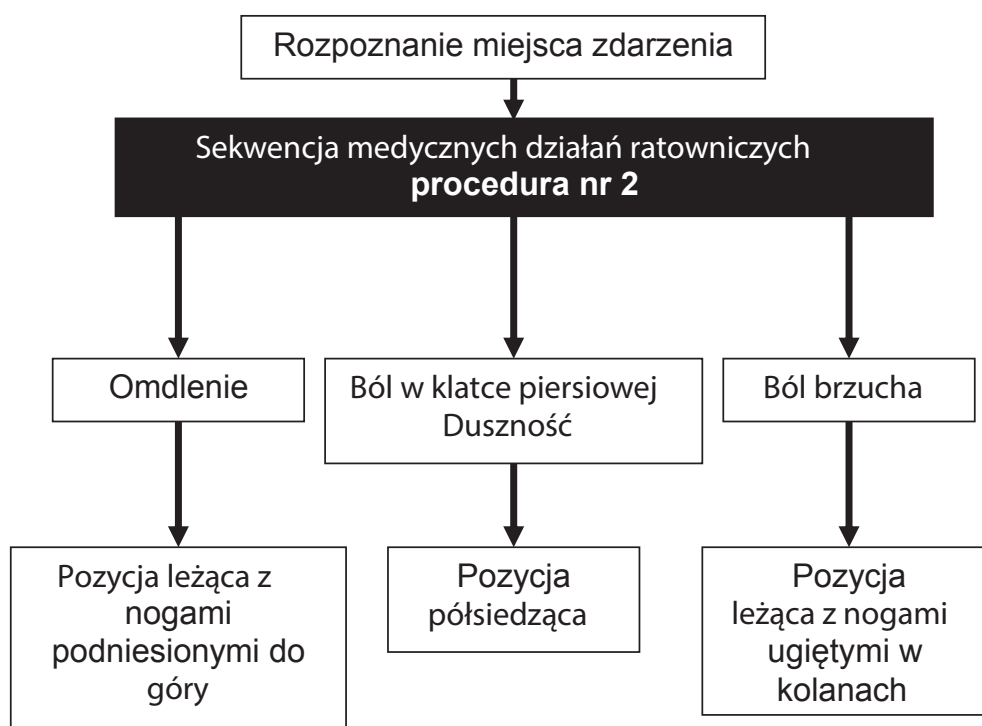 Rozpoznanie miejsca zdarzenia
Sekwencja medycznych działań ratowniczych
procedura nr 2
Omdlenie
Ból w klatce piersiowej
Duszność
Ból brzucha
Pozycja leżąca z
nogami
podniesionymi do
góry
Pozycja
półsiedząca
Pozycja
leżąca z nogami
ugiętymi w
kolanach